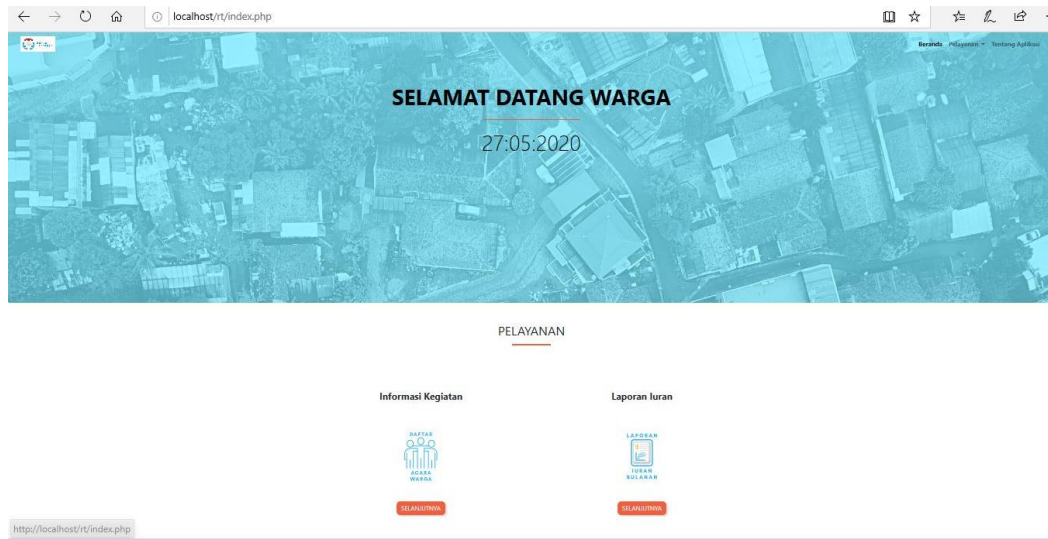 localhost/rt/index.php
Beranda Pelayanan Tentang Aplikasi
SELAMAT DATANG WARGA
27:05:2020
PELAYANAN
Informasi Kegiatan Laporan Iuran
DAFTAR
ACARA
WARGA
LAPORAN
IURAN
BULANAN
SELANJUTNYA SELANJUTNYA
http://localhost/rt/index.php